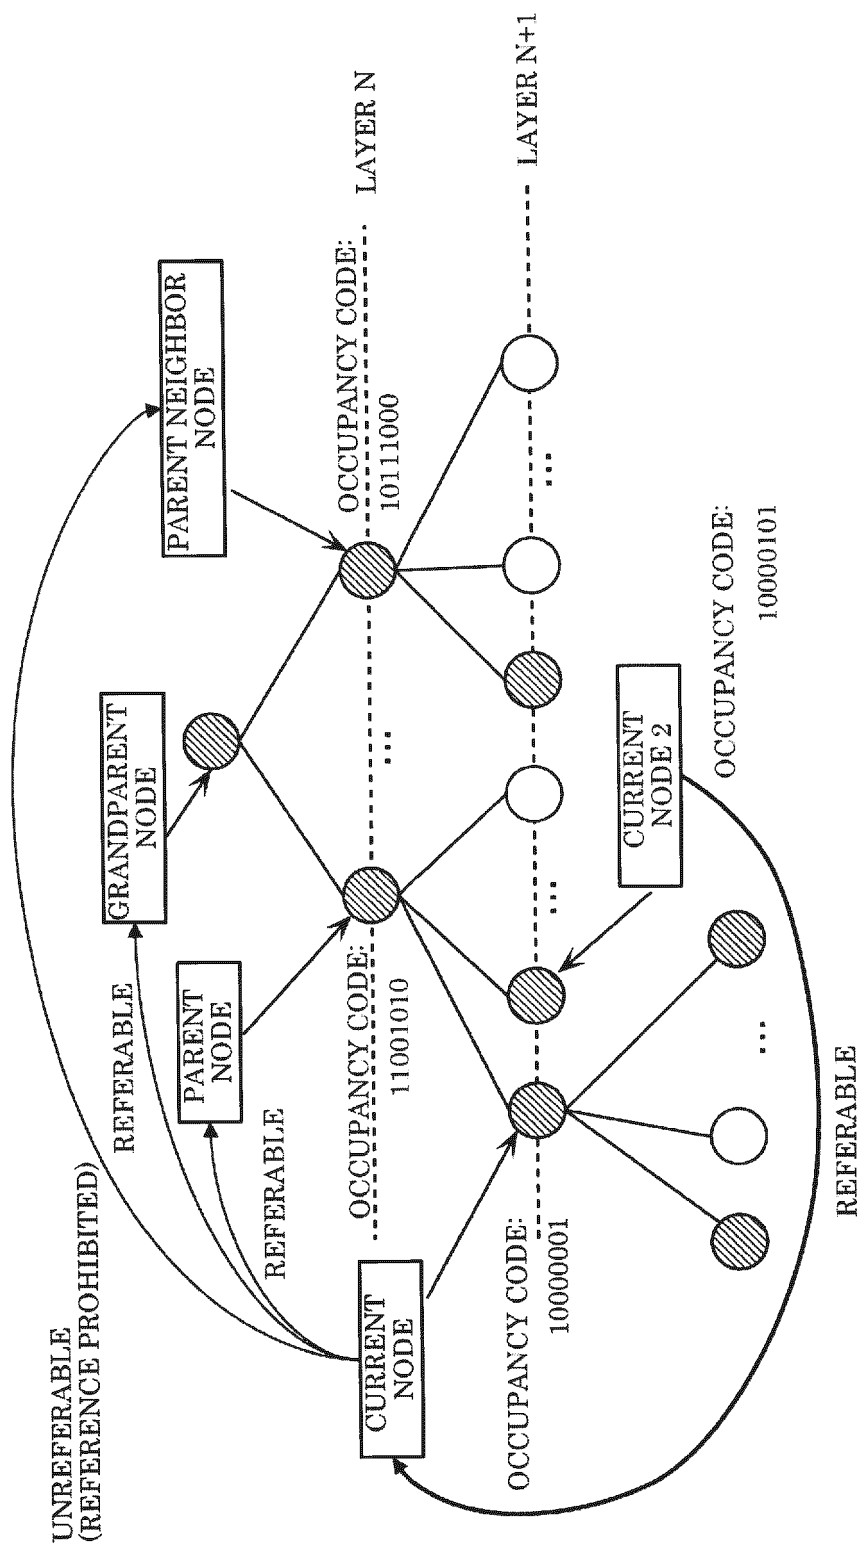 UNREFERABLE
(REFERENCE PROHIBITED)
REFERABLE
GRANDPARENT
NODE
PARENT NEIGHBOR
NODE
REFERABLE
PARENT
NODE
CURRENT
NODE
OCCUPANCY CODE:
11001010
...
OCCUPANCY CODE:
10111000
LAYER N
OCCUPANCY CODE:
10000001
...
...
LAYER N+1
CURRENT
NODE 2
OCCUPANCY CODE:
10000101
...
REFERABLE